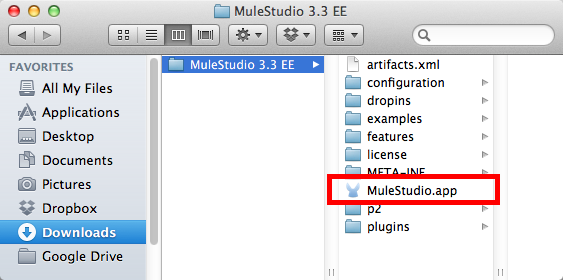 MuleStudio 3.3 EE
FAVORITES
All My Files
Applications
Desktop
Documents
Pictures
Dropbox
Downloads
Google Drive
MuleStudio 3.3 EE
artifacts.xml
configuration
dropins
examples
features
license
META-INF
MuleStudio.app
p2
plugins